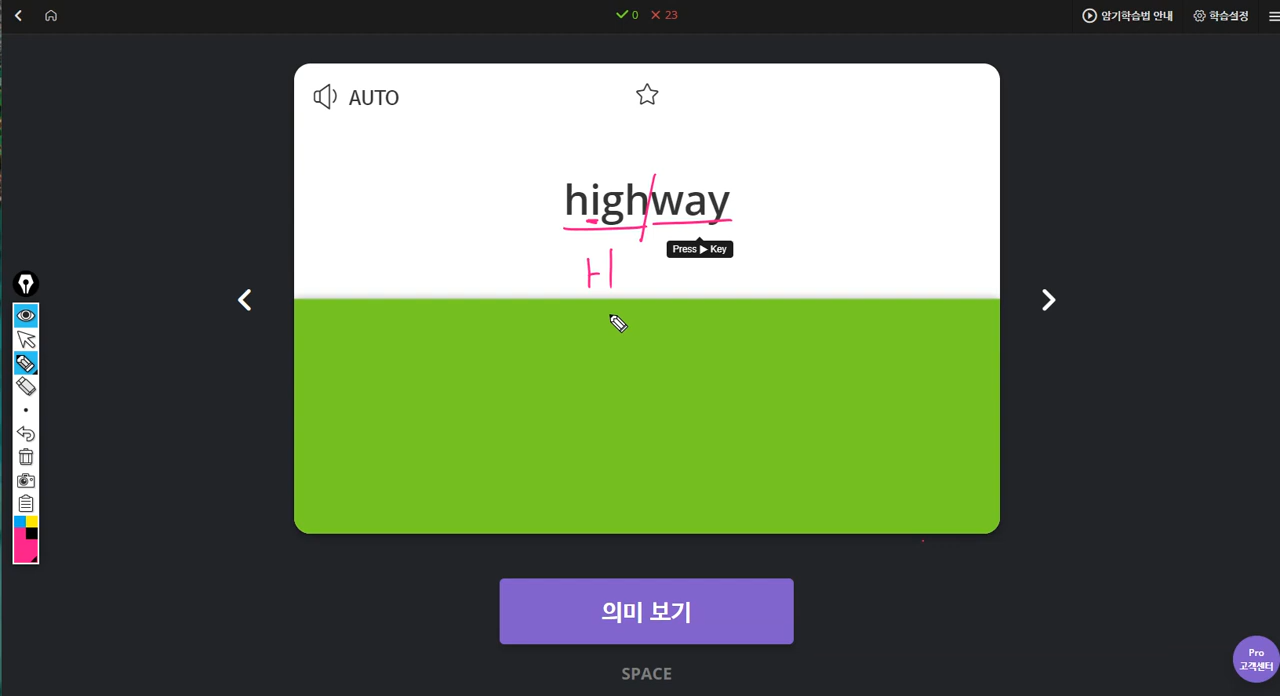 0 23 암기학습법 안내 학습설정
AUTO
highway
Press ▶ Key
의미 보기
SPACE
Pro
고객센터